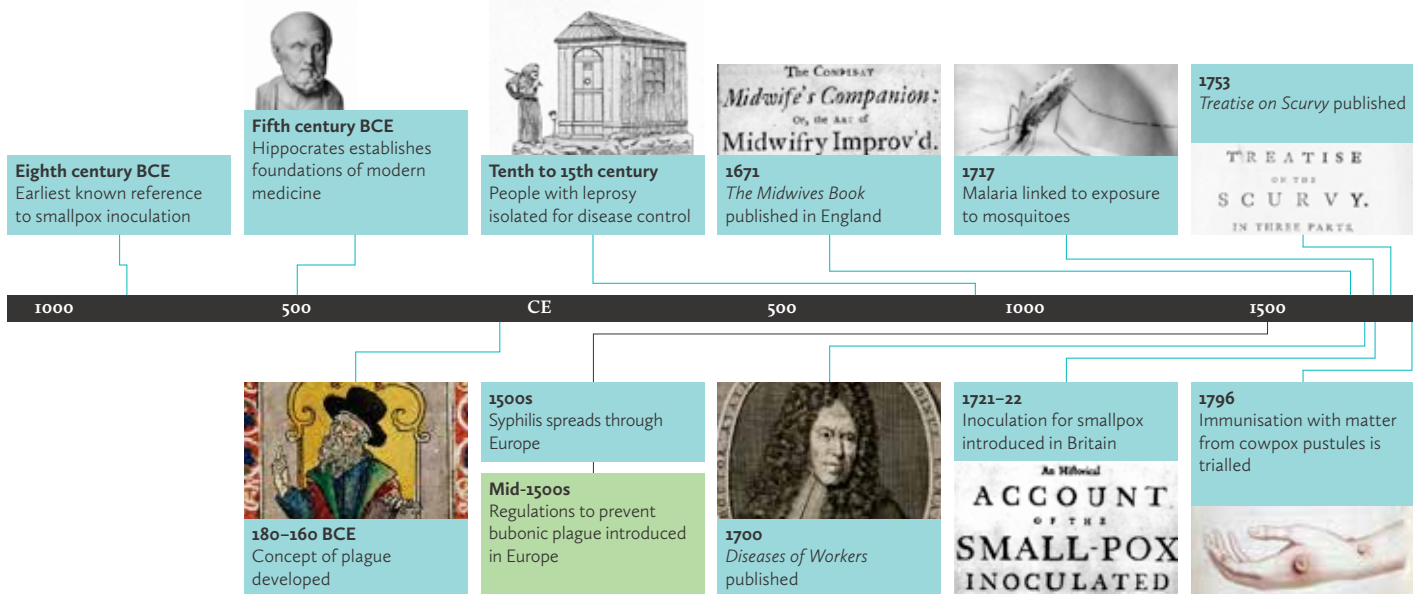 Eighth century BCE
Earliest known reference
to smallpox inoculation
Fifth century BCE
Hippocrates establishes
foundations of modern
medicine
Tenth to 15th century
People with leprosy
isolated for disease control
The COMPLEAT
Midwife's Companion:
Or, the ART of
Midwifry Improv'd.
1671
The Midwives Book
published in England
1717
Malaria linked to exposure
to mosquitoes
1753
Treatise on Scurvy published
TREATISE
ON THE
SCURVY.
IN THREE PARTS
1000 500 CE 500 1000 1500
180–160 BCE
Concept of plague
developed
1500s
Syphilis spreads through
Europe
Mid-1500s
Regulations to prevent
bubonic plague introduced
in Europe
1700
Diseases of Workers
published
1721–22
Inoculation for smallpox
introduced in Britain
An Historical
ACCOUNT
OF THE
SMALL-POX
INOCULATED
1796
Immunisation with matter
from cowpox pustules is
trialled